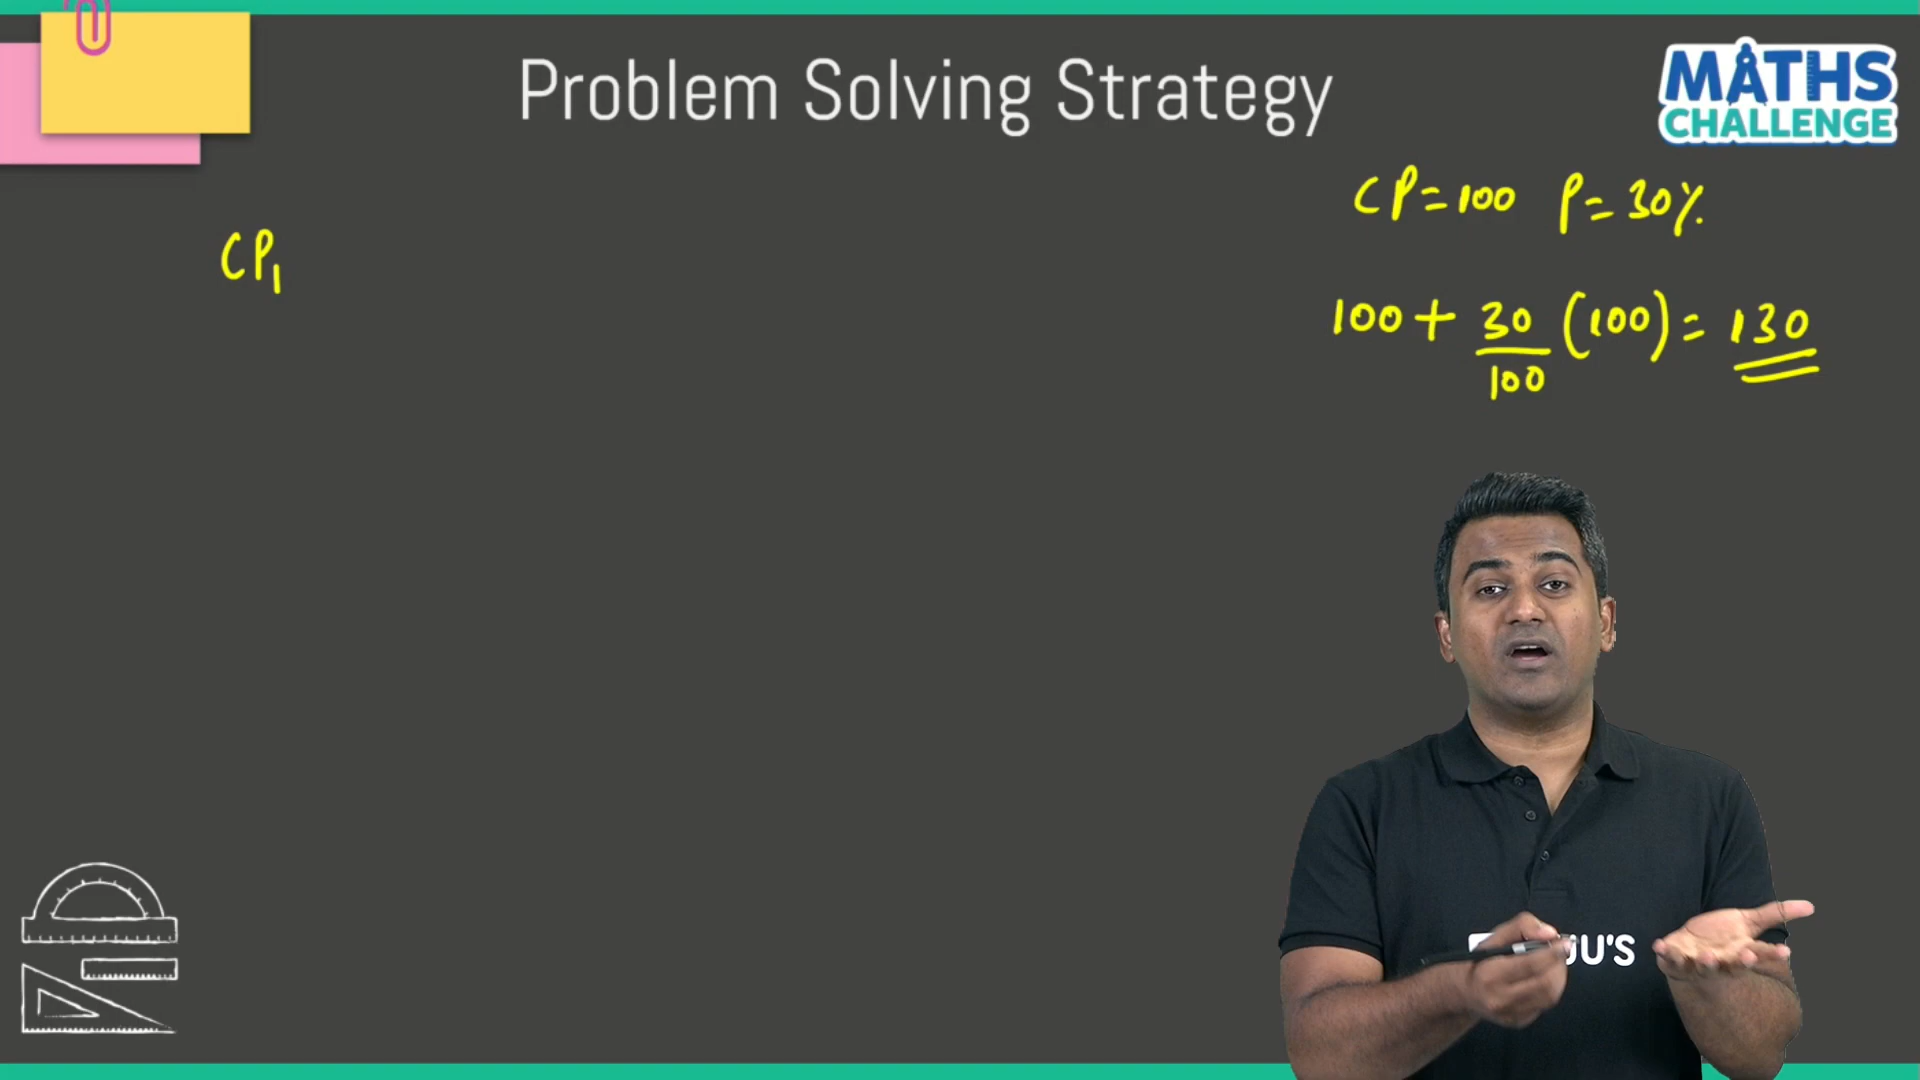 Problem Solving Strategy
MATHS
CHALLENGE
CP = 100 P = 30%
CP₁
100 + 30/100 (100) = 130
JU'S